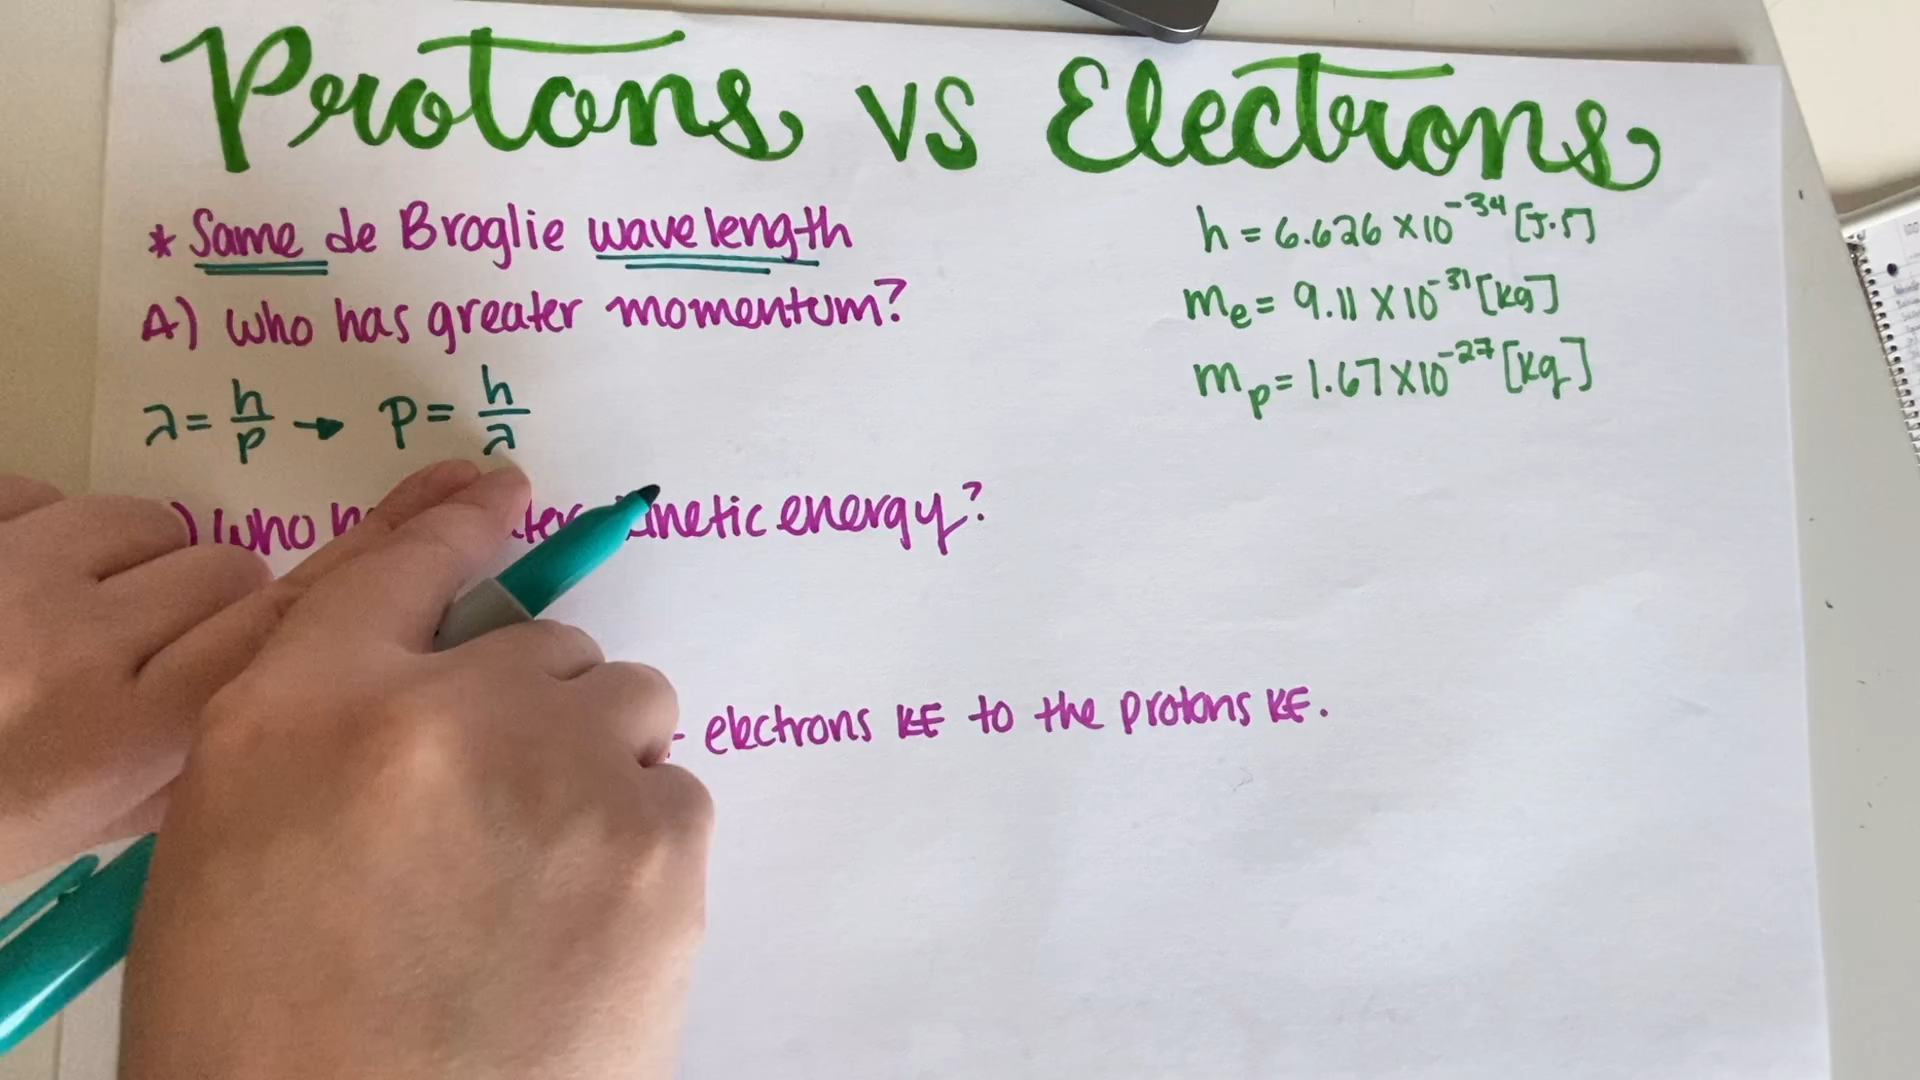 Protons vs Electrons
* Same de Broglie wavelength
A) Who has greater momentum?
λ = h/p → p = h/λ
) Who kinetic energy?
electrons KE to the protons KE.
h = 6.626 × 10⁻³⁴ [J·s]
mₑ = 9.11 × 10⁻³¹ [kg]
mₚ = 1.67 × 10⁻²⁷ [kg]